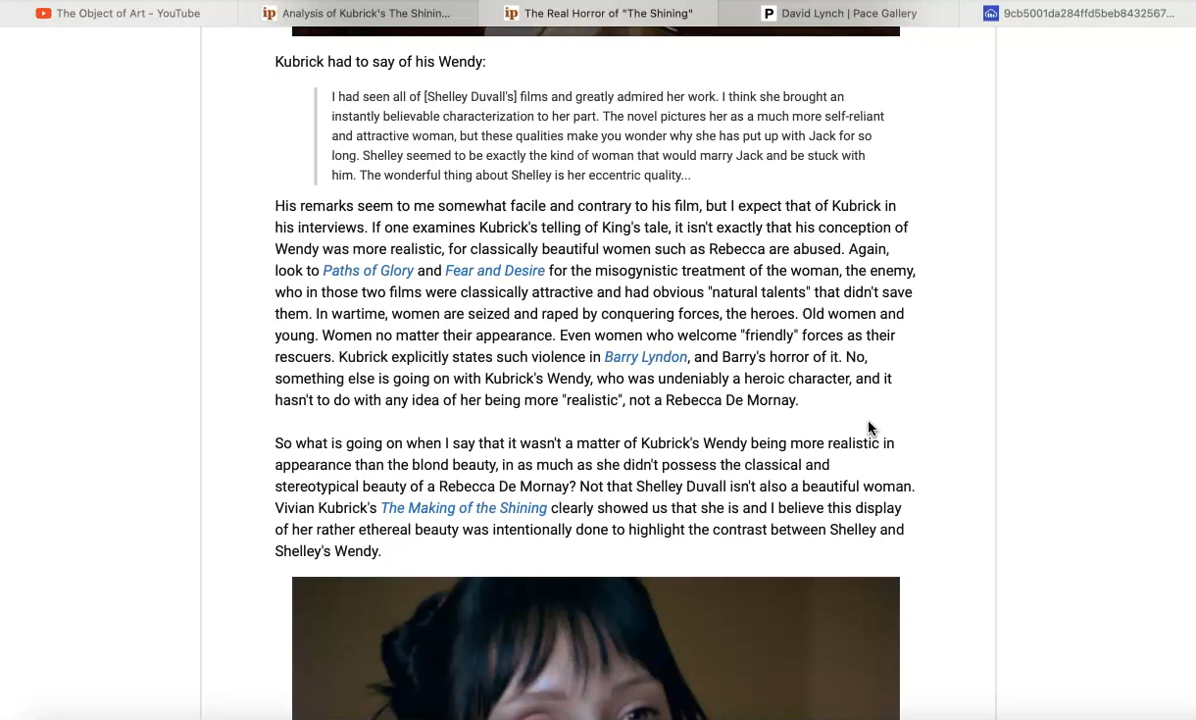 The Object of Art - YouTube
ip Analysis of Kubrick's The Shinin...
ip The Real Horror of "The Shining"
P David Lynch | Pace Gallery
9cb5001da284ffd5beb8432567...
Kubrick had to say of his Wendy:
I had seen all of [Shelley Duvall's] films and greatly admired her work. I think she brought an
instantly believable characterization to her part. The novel pictures her as a much more self-reliant
and attractive woman, but these qualities make you wonder why she has put up with Jack for so
long. Shelley seemed to be exactly the kind of woman that would marry Jack and be stuck with
him. The wonderful thing about Shelley is her eccentric quality...
His remarks seem to me somewhat facile and contrary to his film, but I expect that of Kubrick in
his interviews. If one examines Kubrick's telling of King's tale, it isn't exactly that his conception of
Wendy was more realistic, for classically beautiful women such as Rebecca are abused. Again,
look to Paths of Glory and Fear and Desire for the misogynistic treatment of the woman, the enemy,
who in those two films were classically attractive and had obvious "natural talents" that didn't save
them. In wartime, women are seized and raped by conquering forces, the heroes. Old women and
young. Women no matter their appearance. Even women who welcome "friendly" forces as their
rescuers. Kubrick explicitly states such violence in Barry Lyndon, and Barry's horror of it. No,
something else is going on with Kubrick's Wendy, who was undeniably a heroic character, and it
hasn't to do with any idea of her being more "realistic", not a Rebecca De Mornay.
So what is going on when I say that it wasn't a matter of Kubrick's Wendy being more realistic in
appearance than the blond beauty, in as much as she didn't possess the classical and
stereotypical beauty of a Rebecca De Mornay? Not that Shelley Duvall isn't also a beautiful woman.
Vivian Kubrick's The Making of the Shining clearly showed us that she is and I believe this display
of her rather ethereal beauty was intentionally done to highlight the contrast between Shelley and
Shelley's Wendy.